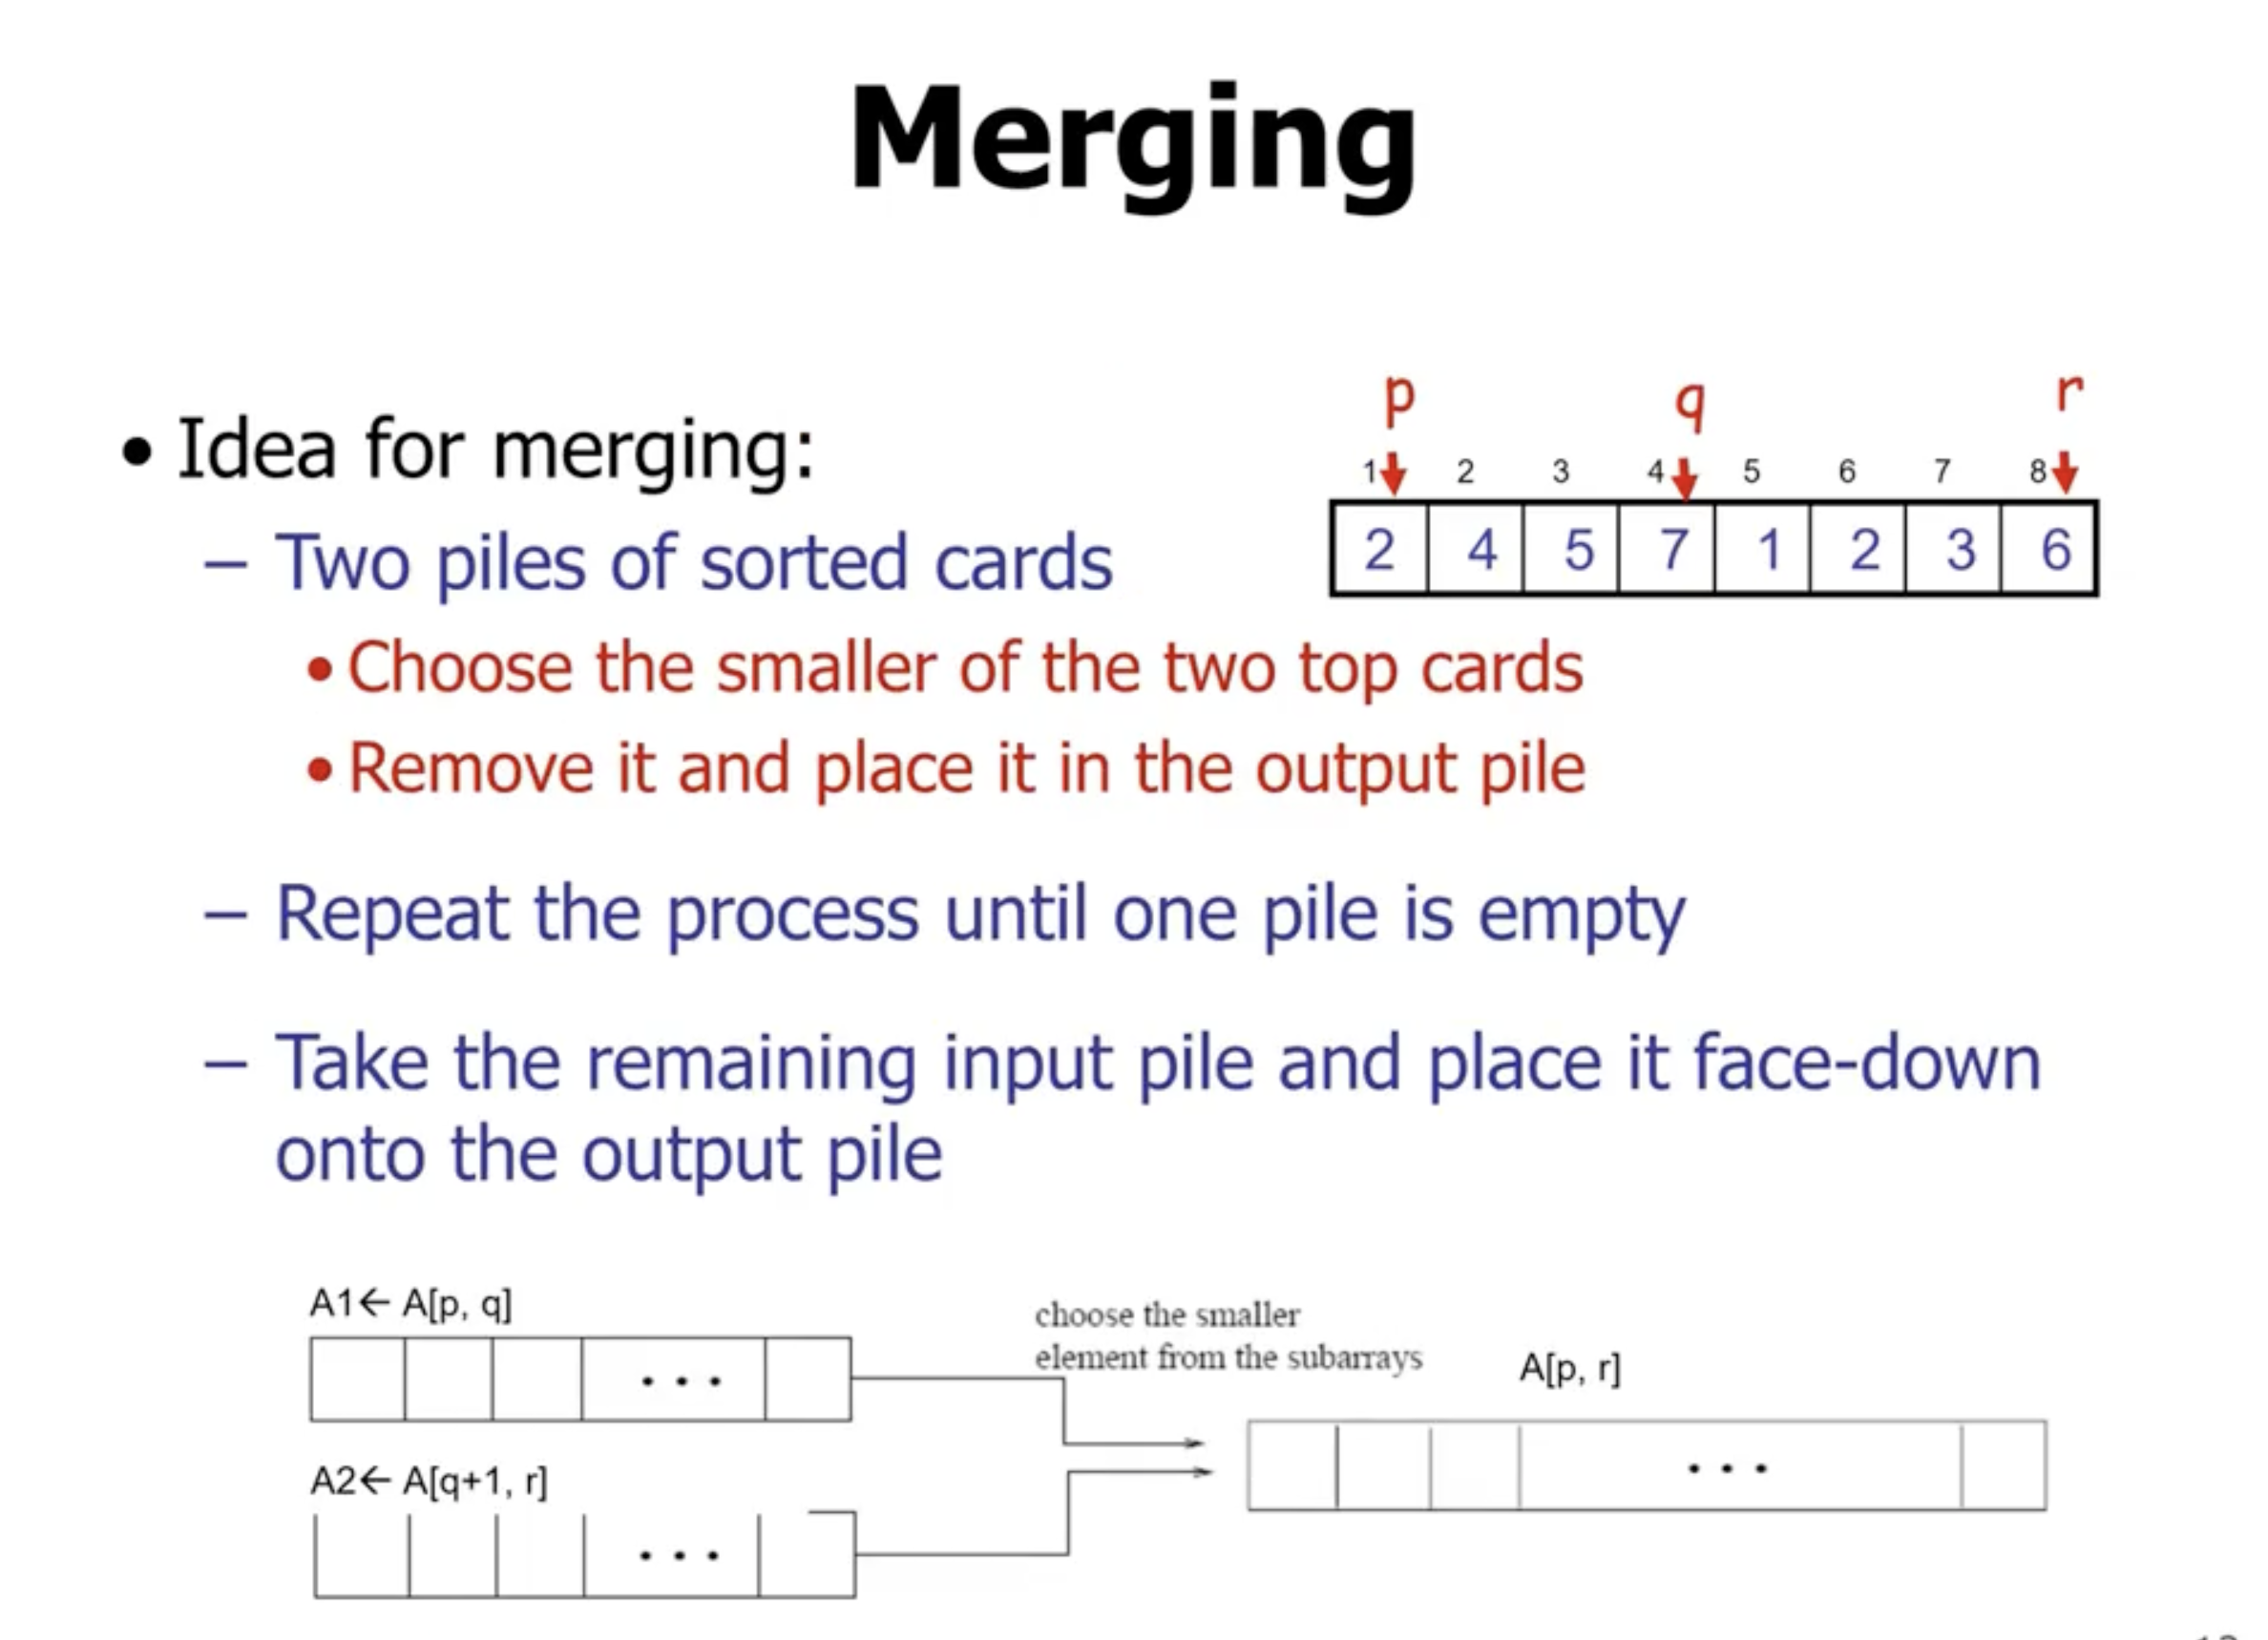 Merging
• Idea for merging:
p q r
1 2 3 4 5 6 7 8
2 4 5 7 1 2 3 6
– Two piles of sorted cards
• Choose the smaller of the two top cards
• Remove it and place it in the output pile
– Repeat the process until one pile is empty
– Take the remaining input pile and place it face-down
onto the output pile
A1← A[p, q]
• • •
choose the smaller
element from the subarrays
A[p, r]
• • •
A2← A[q+1, r]
• • •